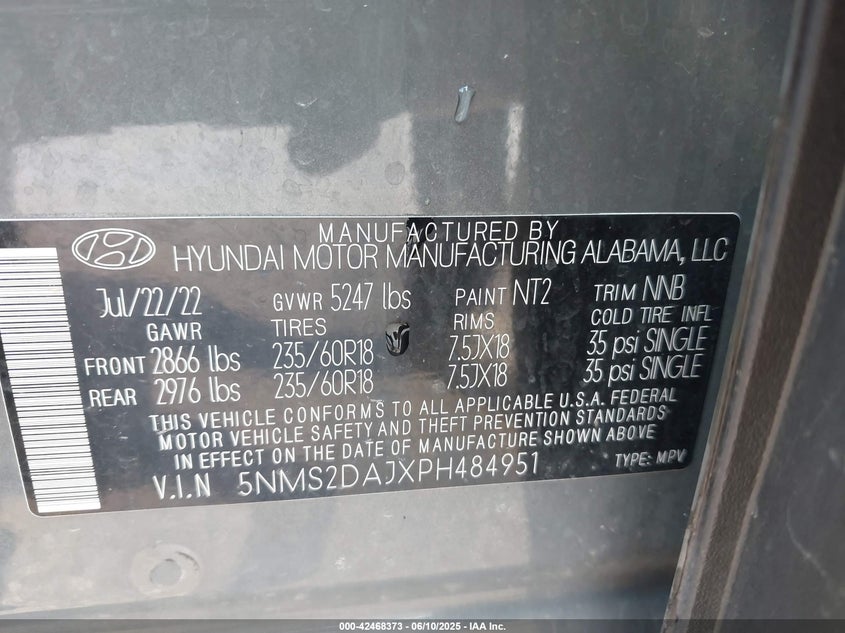 MANUFACTURED BY
HYUNDAI MOTOR MANUFACTURING ALABAMA, LLC
Jul/22/22 GVWR 5247 lbs PAINT NT2 TRIM NNB
GAWR TIRES RIMS COLD TIRE INFL
FRONT 2866 lbs 235/60R18 7.5JX18 35 psi SINGLE
REAR 2976 lbs 235/60R18 7.5JX18 35 psi SINGLE
THIS VEHICLE CONFORMS TO ALL APPLICABLE U.S.A. FEDERAL
MOTOR VEHICLE SAFETY AND THEFT PREVENTION STANDARDS
IN EFFECT ON THE DATE OF MANUFACTURE SHOWN ABOVE
V.I.N 5NMS2DAJXPH484951 TYPE: MPV
000-42468373 - 06/10/2025 - IAA Inc.